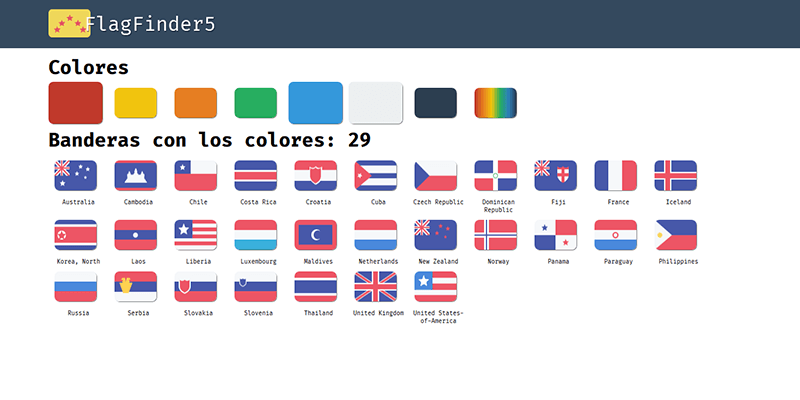 FlagFinder5
Colores
Banderas con los colores: 29
Australia Cambodia Chile Costa Rica Croatia Cuba Czech Republic Dominican Republic Fiji France Iceland
Korea, North Laos Liberia Luxembourg Maldives Netherlands New Zealand Norway Panama Paraguay Philippines
Russia Serbia Slovakia Slovenia Thailand United Kingdom United States-
of-America